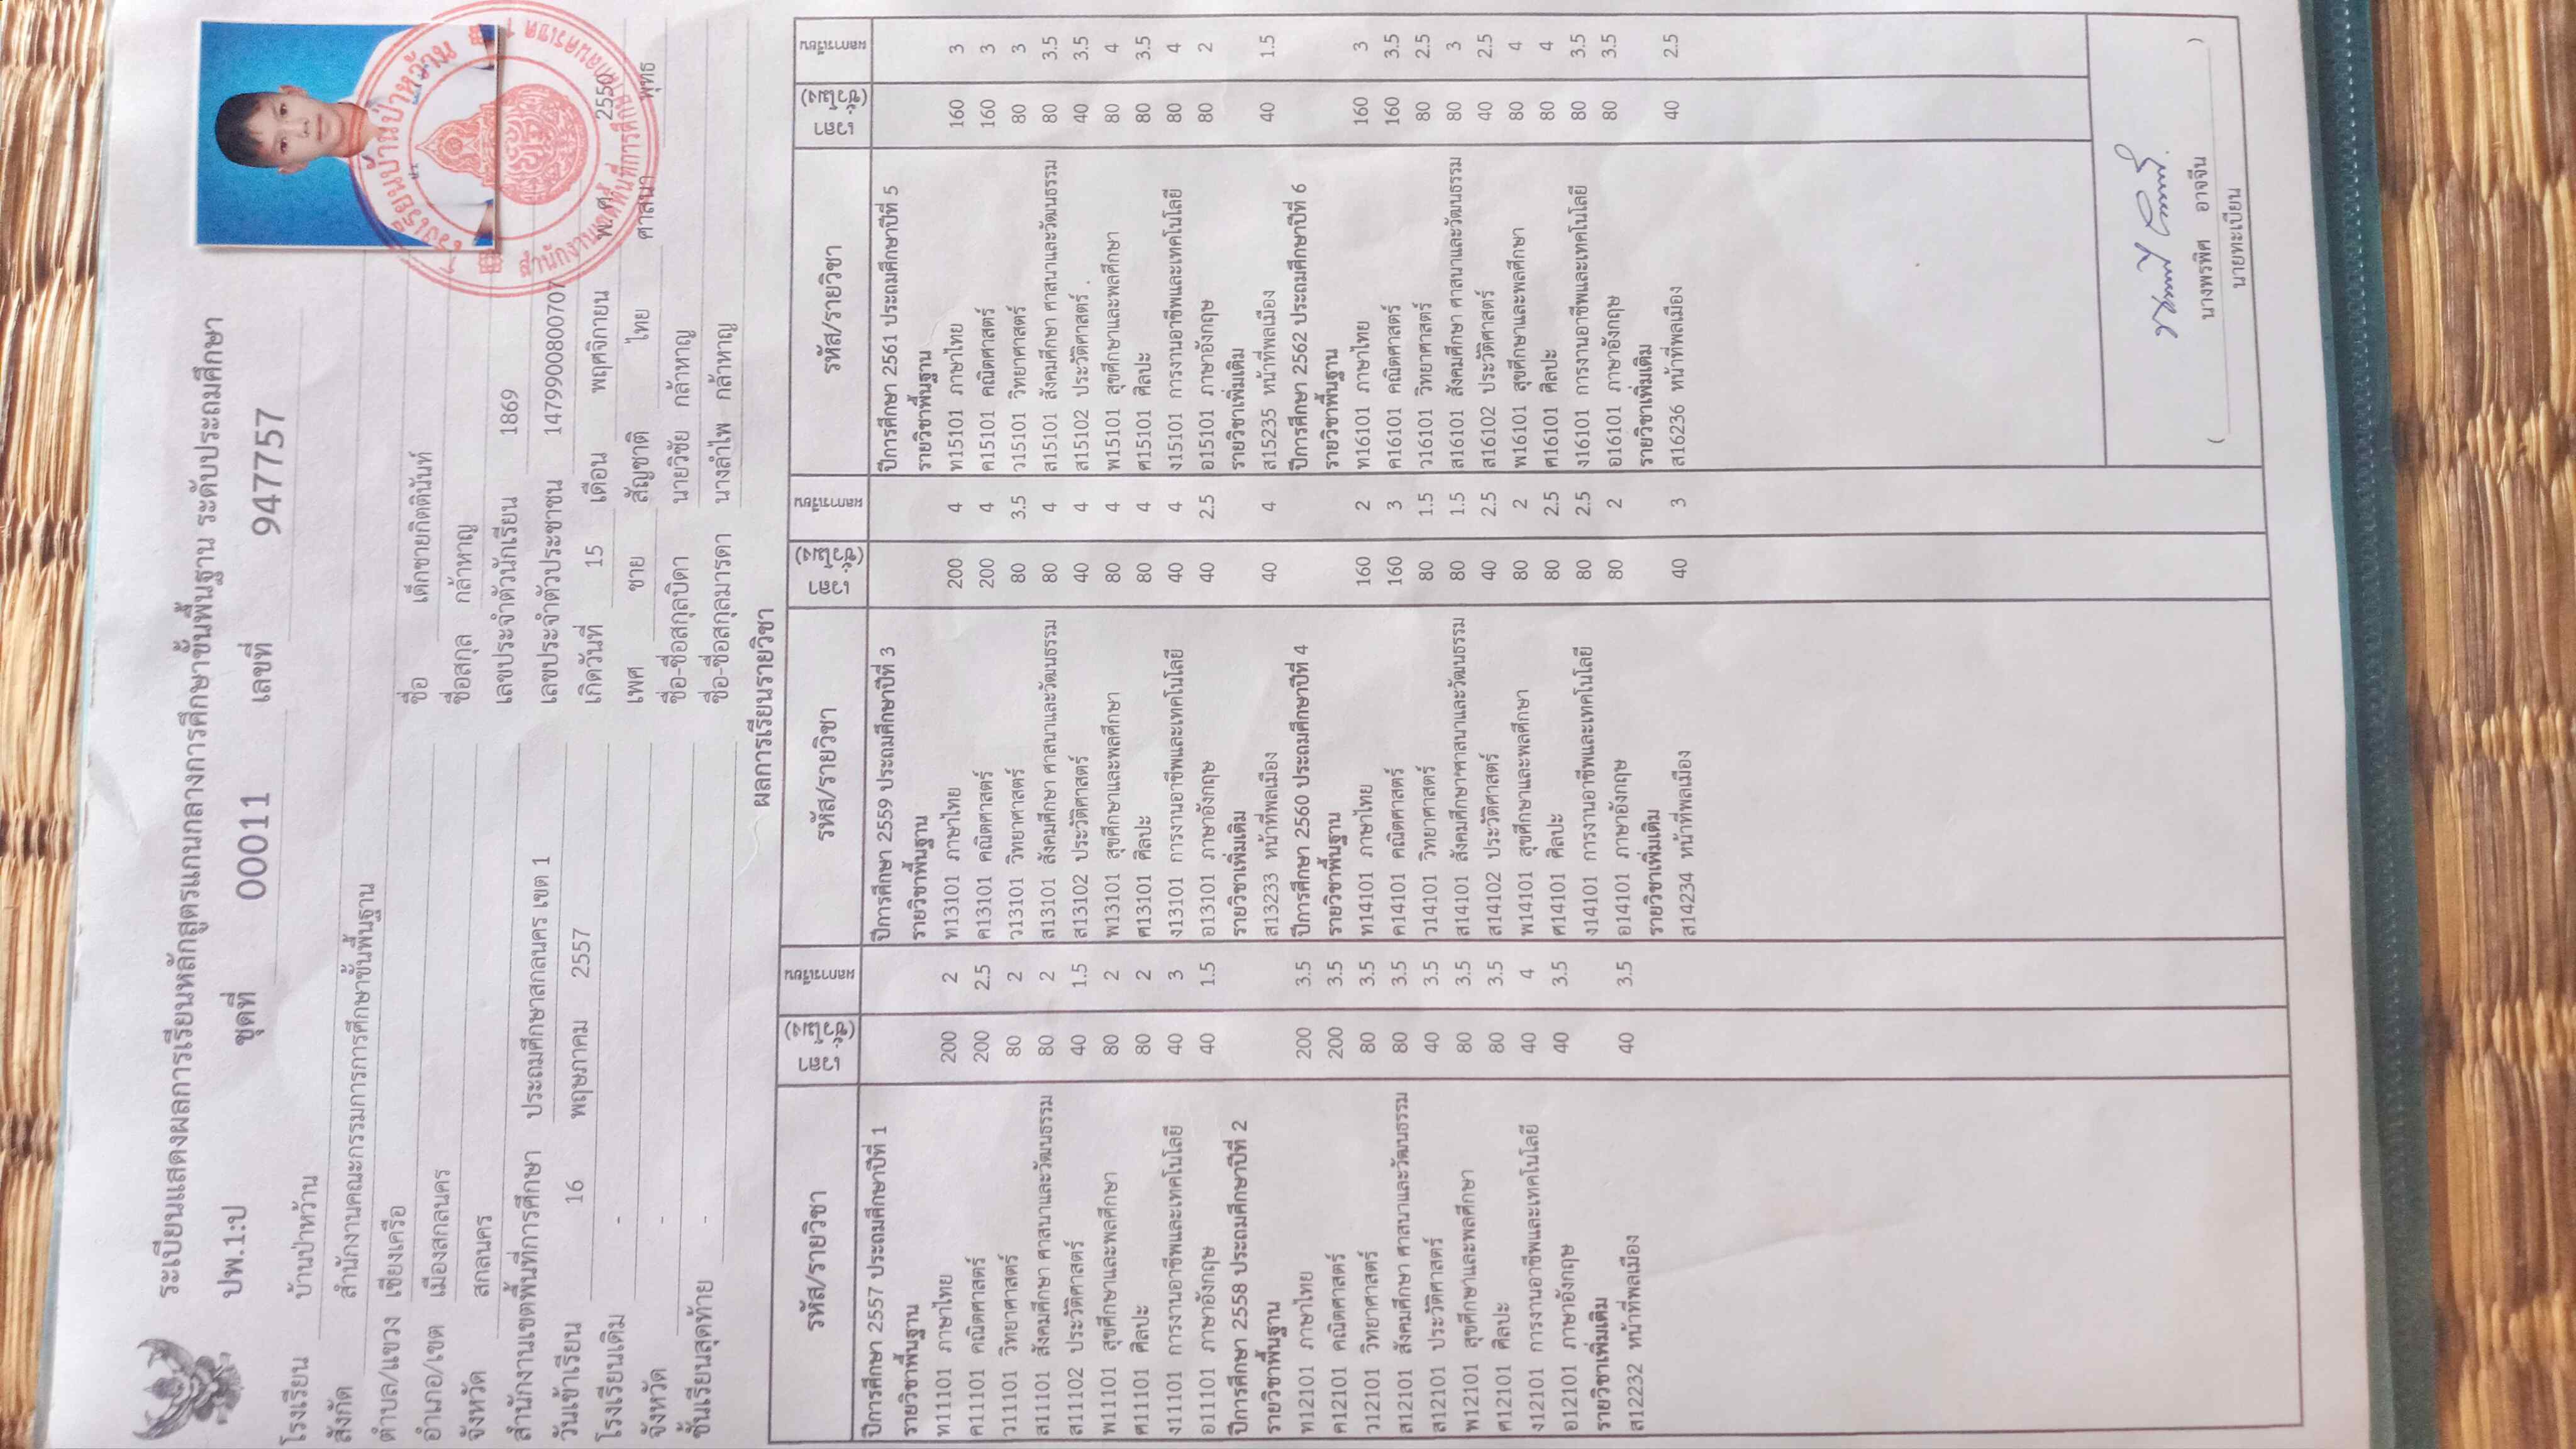 ระเบียนแสดงผลการเรียนหลักสูตรแกนกลางการศึกษาขั้นพื้นฐาน ระดับประถมศึกษา
ปพ.1:ป ชุดที่ 00011 เลขที่ 947757
โรงเรียน บ้านป่าหว้าน
สังกัด สำนักงานคณะกรรมการการศึกษาขั้นพื้นฐาน
ตำบล/แขวง เชียงเครือ
อำเภอ/เขต เมืองสกลนคร
จังหวัด สกลนคร
สำนักงานเขตพื้นที่การศึกษา ประถมศึกษาสกลนคร เขต 1
วันเข้าเรียน 16 พฤษภาคม 2557
โรงเรียนเดิม -
จังหวัด -
ชั้นเรียนสุดท้าย -
ชื่อ เด็กชายกิตตินันท์
ชื่อสกุล กล้าหาญ
เลขประจำตัวนักเรียน 1869
เลขประจำตัวประชาชน 1479900800707
เกิดวันที่ 15 เดือน พฤศจิกายน พ.ศ. 2550
เพศ ชาย สัญชาติ ไทย ศาสนา พุทธ
ชื่อ-ชื่อสกุลบิดา นายวิชัย กล้าหาญ
ชื่อ-ชื่อสกุลมารดา นางลำไพ กล้าหาญ
โรงเรียนบ้านป่าหว้าน
ผลการเรียนรายวิชา
รหัส/รายวิชา เวลา (ชั่วโมง) ผลการเรียน
ปีการศึกษา 2557 ประถมศึกษาปีที่ 1
รายวิชาพื้นฐาน
ท11101 ภาษาไทย 200 2
ค11101 คณิตศาสตร์ 200 2.5
ว11101 วิทยาศาสตร์ 80 2
ส11101 สังคมศึกษา ศาสนาและวัฒนธรรม 80 2
ส11102 ประวัติศาสตร์ 40 1.5
พ11101 สุขศึกษาและพลศึกษา 80 2
ศ11101 ศิลปะ 80 2
ง11101 การงานอาชีพและเทคโนโลยี 40 3
อ11101 ภาษาอังกฤษ 40 1.5
ปีการศึกษา 2558 ประถมศึกษาปีที่ 2
รายวิชาพื้นฐาน
ท12101 ภาษาไทย 200 3.5
ค12101 คณิตศาสตร์ 200 3.5
ว12101 วิทยาศาสตร์ 80 3.5
ส12101 สังคมศึกษา ศาสนาและวัฒนธรรม 80 3.5
ส12101 ประวัติศาสตร์ 40 3.5
พ12101 สุขศึกษาและพลศึกษา 80 3.5
ศ12101 ศิลปะ 80 3.5
ง12101 การงานอาชีพและเทคโนโลยี 40 4
อ12101 ภาษาอังกฤษ 40 3.5
รายวิชาเพิ่มเติม
ส12232 หน้าที่พลเมือง 40 3.5
รหัส/รายวิชา เวลา (ชั่วโมง) ผลการเรียน
ปีการศึกษา 2559 ประถมศึกษาปีที่ 3
รายวิชาพื้นฐาน
ท13101 ภาษาไทย 200 4
ค13101 คณิตศาสตร์ 200 4
ว13101 วิทยาศาสตร์ 80 3.5
ส13101 สังคมศึกษา ศาสนาและวัฒนธรรม 80 4
ส13102 ประวัติศาสตร์ 40 4
พ13101 สุขศึกษาและพลศึกษา 80 4
ศ13101 ศิลปะ 80 4
ง13101 การงานอาชีพและเทคโนโลยี 40 4
อ13101 ภาษาอังกฤษ 40 2.5
รายวิชาเพิ่มเติม
ส13233 หน้าที่พลเมือง 40 4
ปีการศึกษา 2560 ประถมศึกษาปีที่ 4
รายวิชาพื้นฐาน
ท14101 ภาษาไทย 160 2
ค14101 คณิตศาสตร์ 160 3
ว14101 วิทยาศาสตร์ 80 1.5
ส14101 สังคมศึกษาศาสนาและวัฒนธรรม 80 1.5
ส14102 ประวัติศาสตร์ 40 2.5
พ14101 สุขศึกษาและพลศึกษา 80 2
ศ14101 ศิลปะ 80 2.5
ง14101 การงานอาชีพและเทคโนโลยี 80 2.5
อ14101 ภาษาอังกฤษ 80 2
รายวิชาเพิ่มเติม
ส14234 หน้าที่พลเมือง 40 3
รหัส/รายวิชา เวลา (ชั่วโมง) ผลการเรียน
ปีการศึกษา 2561 ประถมศึกษาปีที่ 5
รายวิชาพื้นฐาน
ท15101 ภาษาไทย 160 3
ค15101 คณิตศาสตร์ 160 3
ว15101 วิทยาศาสตร์ 80 3
ส15101 สังคมศึกษา ศาสนาและวัฒนธรรม 80 3.5
ส15102 ประวัติศาสตร์ 40 3.5
พ15101 สุขศึกษาและพลศึกษา 80 4
ศ15101 ศิลปะ 80 3.5
ง15101 การงานอาชีพและเทคโนโลยี 80 4
อ15101 ภาษาอังกฤษ 80 2
รายวิชาเพิ่มเติม
ส15235 หน้าที่พลเมือง 40 1.5
ปีการศึกษา 2562 ประถมศึกษาปีที่ 6
รายวิชาพื้นฐาน
ท16101 ภาษาไทย 160 3
ค16101 คณิตศาสตร์ 160 3.5
ว16101 วิทยาศาสตร์ 80 2.5
ส16101 สังคมศึกษา ศาสนาและวัฒนธรรม 80 3
ส16102 ประวัติศาสตร์ 40 2.5
พ16101 สุขศึกษาและพลศึกษา 80 4
ศ16101 ศิลปะ 80 4
ง16101 การงานอาชีพและเทคโนโลยี 80 3.5
อ16101 ภาษาอังกฤษ 80 3.5
รายวิชาเพิ่มเติม
ส16236 หน้าที่พลเมือง 40 2.5
( นางพรพิศ อาจจีน )
นายทะเบียน